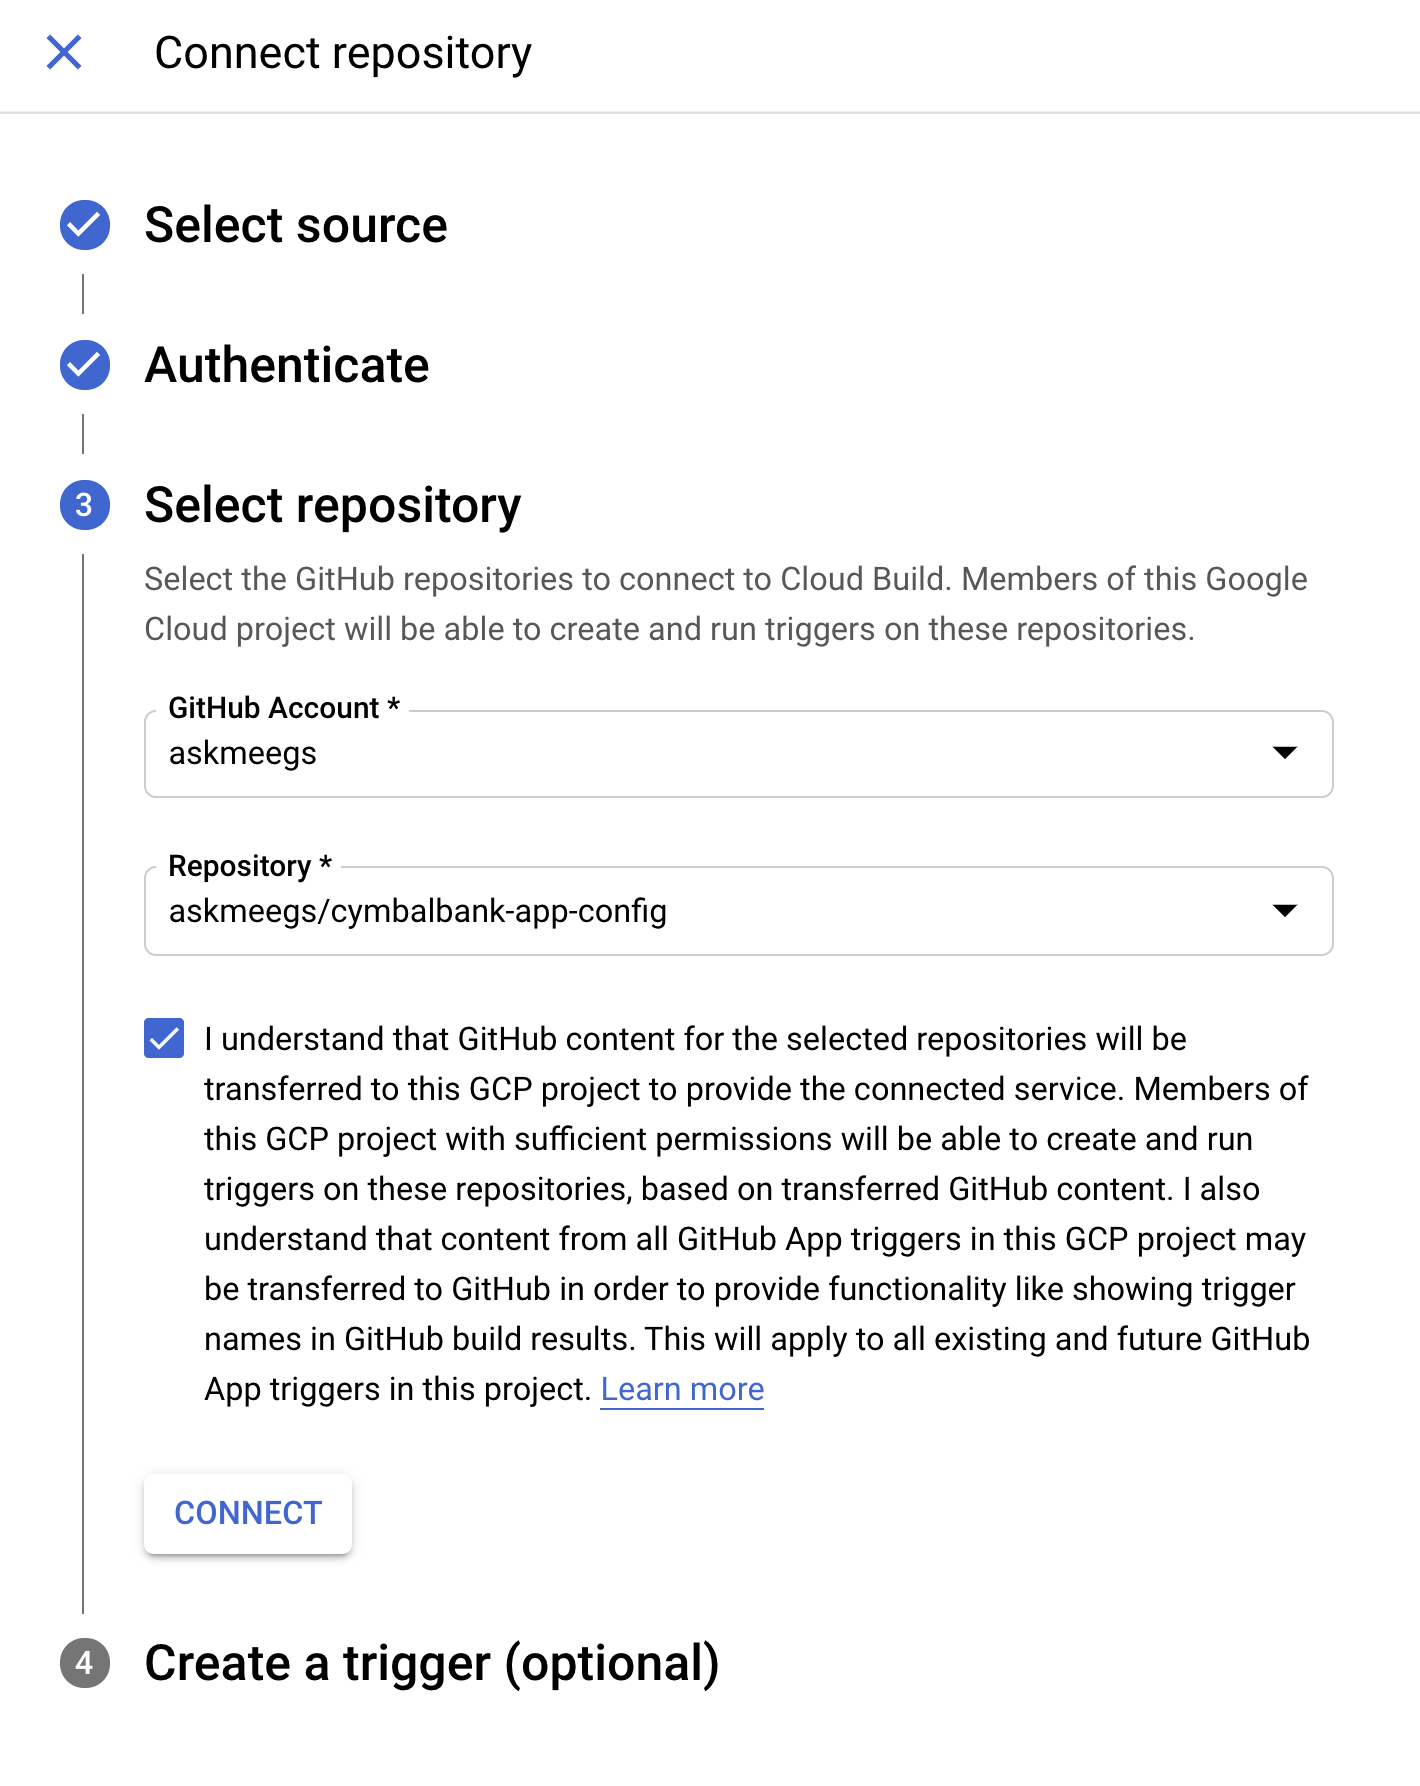 Connect repository
Select source
Authenticate
3 Select repository
Select the GitHub repositories to connect to Cloud Build. Members of this Google
Cloud project will be able to create and run triggers on these repositories.
GitHub Account *
askmeegs
Repository *
askmeegs/cymbalbank-app-config
I understand that GitHub content for the selected repositories will be
transferred to this GCP project to provide the connected service. Members of
this GCP project with sufficient permissions will be able to create and run
triggers on these repositories, based on transferred GitHub content. I also
understand that content from all GitHub App triggers in this GCP project may
be transferred to GitHub in order to provide functionality like showing trigger
names in GitHub build results. This will apply to all existing and future GitHub
App triggers in this project. Learn more
CONNECT
4 Create a trigger (optional)